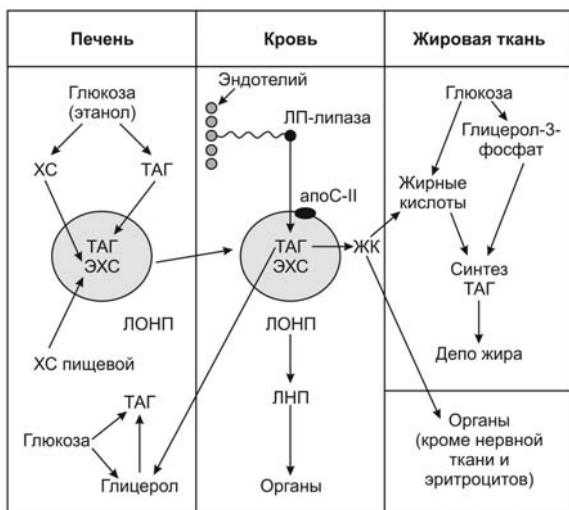 Печень
Глюкоза
(этанол)
ХС
ТАГ
ТАГ
ЭХС
ЛОНП
ХС пищевой
ТАГ
Глюкоза
Глицерол
Кровь
Эндотелий
ЛП-липаза
апоС-II
ТАГ
ЭХС
ЖК
ЛОНП
ЛНП
Органы
Жировая ткань
Глюкоза
Глицерол-3-
фосфат
Жирные
кислоты
Синтез
ТАГ
Депо жира
Органы
(кроме нервной
ткани и
эритроцитов)